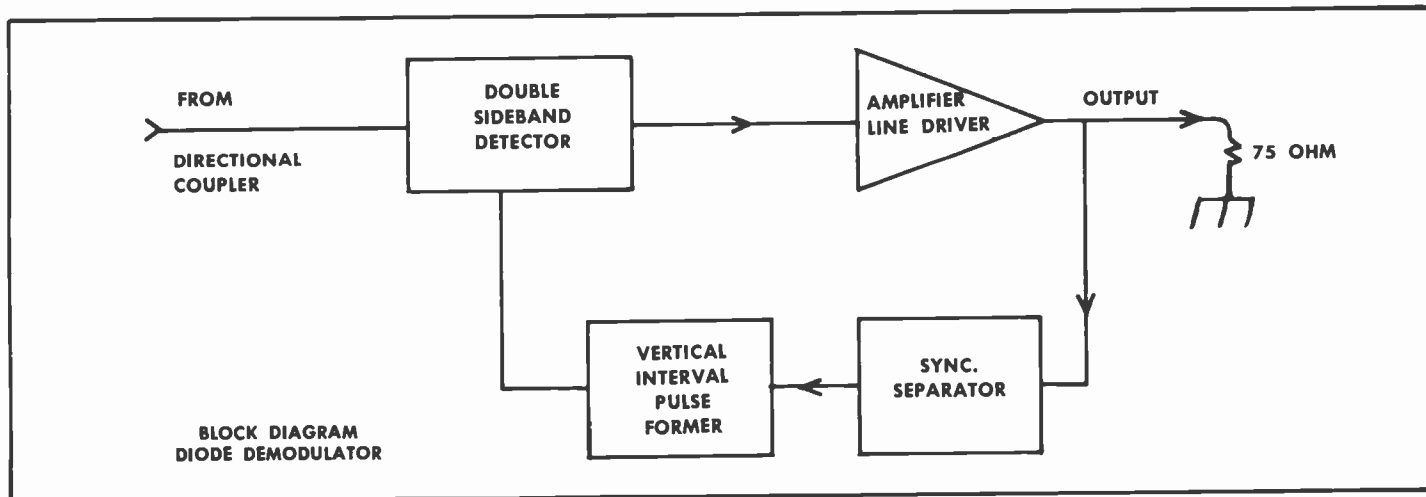 FROM
DIRECTIONAL
COUPLER
DOUBLE
SIDEBAND
DETECTOR
AMPLIFIER
LINE DRIVER
OUTPUT
75 OHM
VERTICAL
INTERVAL
PULSE
FORMER
SYNC.
SEPARATOR
BLOCK DIAGRAM
DIODE DEMODULATOR